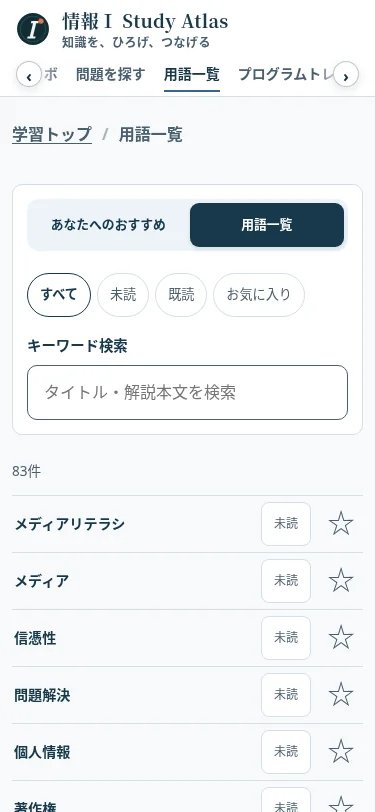 情報 I Study Atlas
知識を、ひろげ、つなげる
ボ 問題を探す 用語一覧 プログラムトレ
学習トップ / 用語一覧
あなたへのおすすめ 用語一覧
すべて 未読 既読 お気に入り
キーワード検索
タイトル・解説本文を検索
83件
メディアリテラシ 未読
メディア 未読
信憑性 未読
問題解決 未読
個人情報 未読
著作権 未読